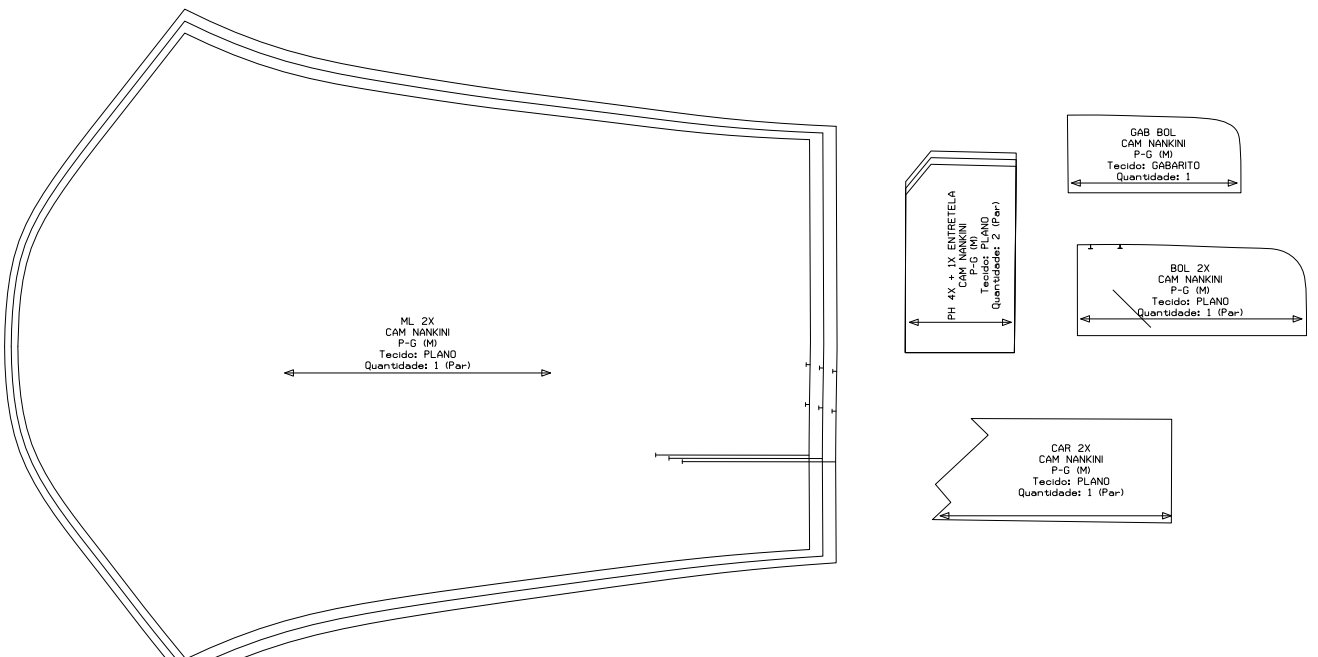 ML 2X
CAM NANKINI
P-G (M)
Tecido: PLANO
Quantidade: 1 (Par)
PH 4X + 1X ENTRETELA
CAM NANKINI
P-G (M)
Tecido: PLANO
Quantidade: 2 (Par)
GAB BOL
CAM NANKINI
P-G (M)
Tecido: GABARITO
Quantidade: 1
BOL 2X
CAM NANKINI
P-G (M)
Tecido: PLANO
Quantidade: 1 (Par)
CAR 2X
CAM NANKINI
P-G (M)
Tecido: PLANO
Quantidade: 1 (Par)